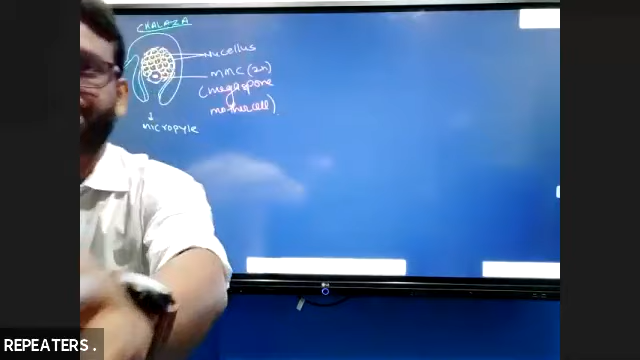 CHALAZA
Nucellus
MMC (2n)
(megaspore
mother cell)
micropyle
REPEATERS.